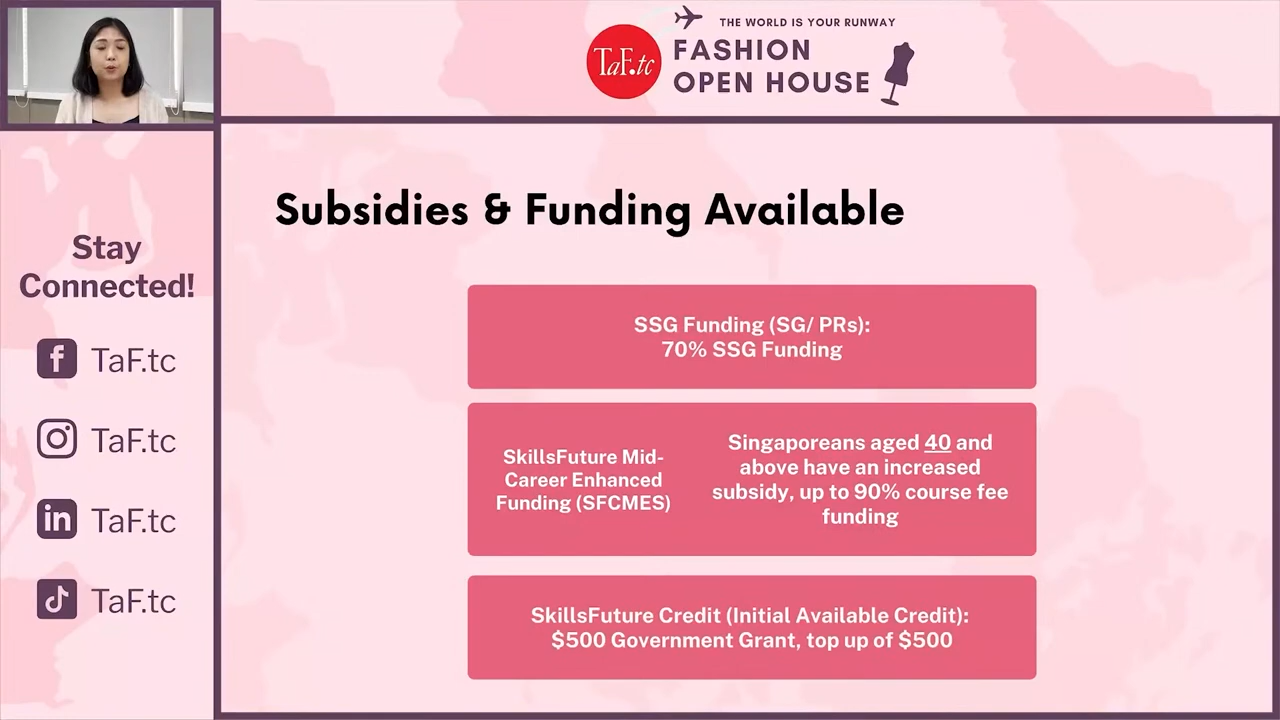 TaF.tc
THE WORLD IS YOUR RUNWAY
FASHION
OPEN HOUSE
Stay
Connected!
TaF.tc
TaF.tc
TaF.tc
TaF.tc
Subsidies & Funding Available
SSG Funding (SG/ PRs):
70% SSG Funding
SkillsFuture Mid-
Career Enhanced
Funding (SFCMES)
Singaporeans aged 40 and
above have an increased
subsidy, up to 90% course fee
funding
SkillsFuture Credit (Initial Available Credit):
$500 Government Grant, top up of $500